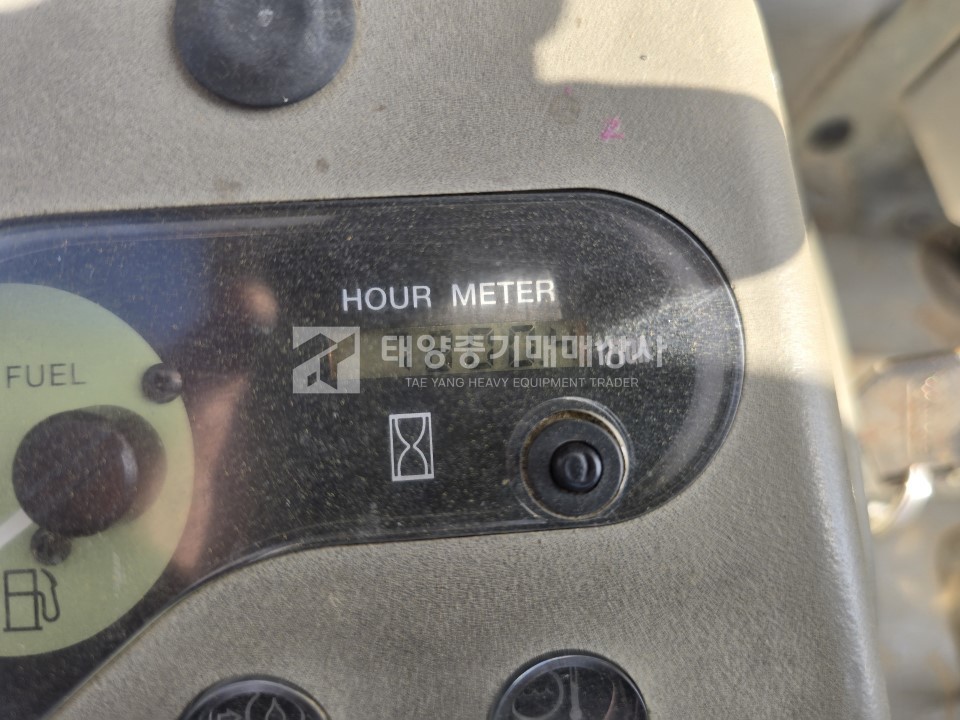 HOUR METER
태양중기매매상사
TAE YANG HEAVY EQUIPMENT TRADER
FUEL